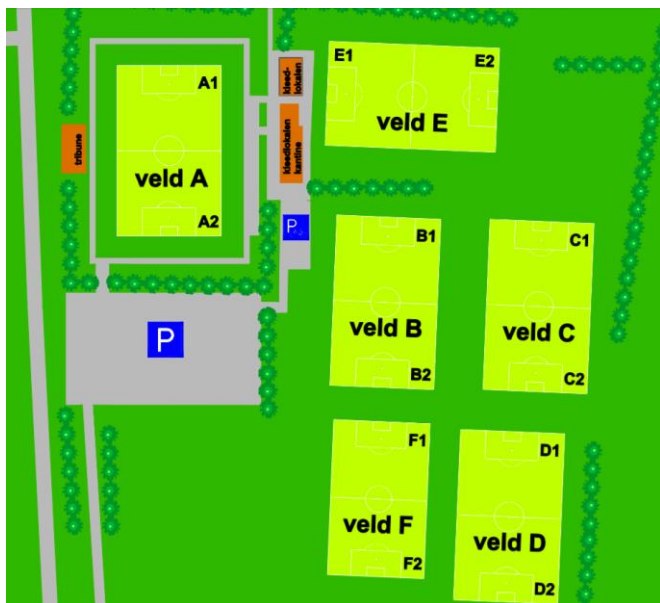 E1
E2
A1
kleed-
lokalen
veld E
tribune
kleedlokalen
kantine
veld A
A2
P
B1
C1
veld B
veld C
P
B2
C2
F1
D1
veld F
veld D
F2
D2